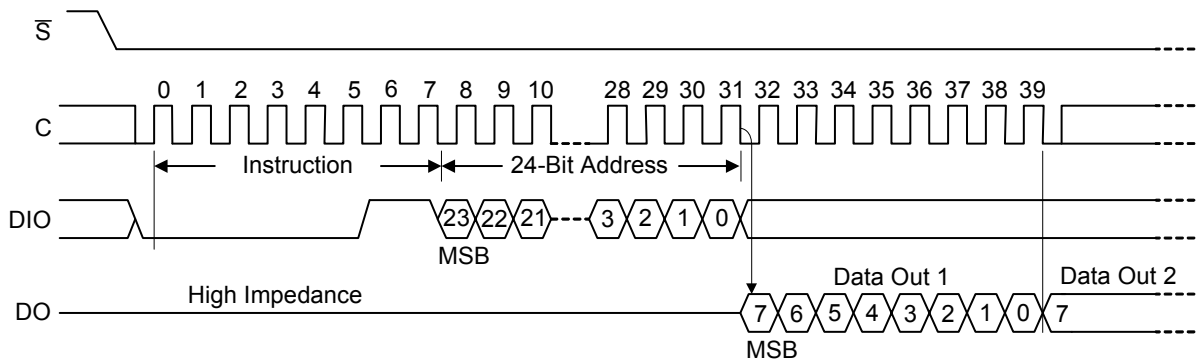 S̅
0 1 2 3 4 5 6 7 8 9 10 28 29 30 31 32 33 34 35 36 37 38 39
C
Instruction 24-Bit Address
DIO 23 22 21 3 2 1 0
MSB
Data Out 1 Data Out 2
High Impedance
DO 7 6 5 4 3 2 1 0 7
MSB